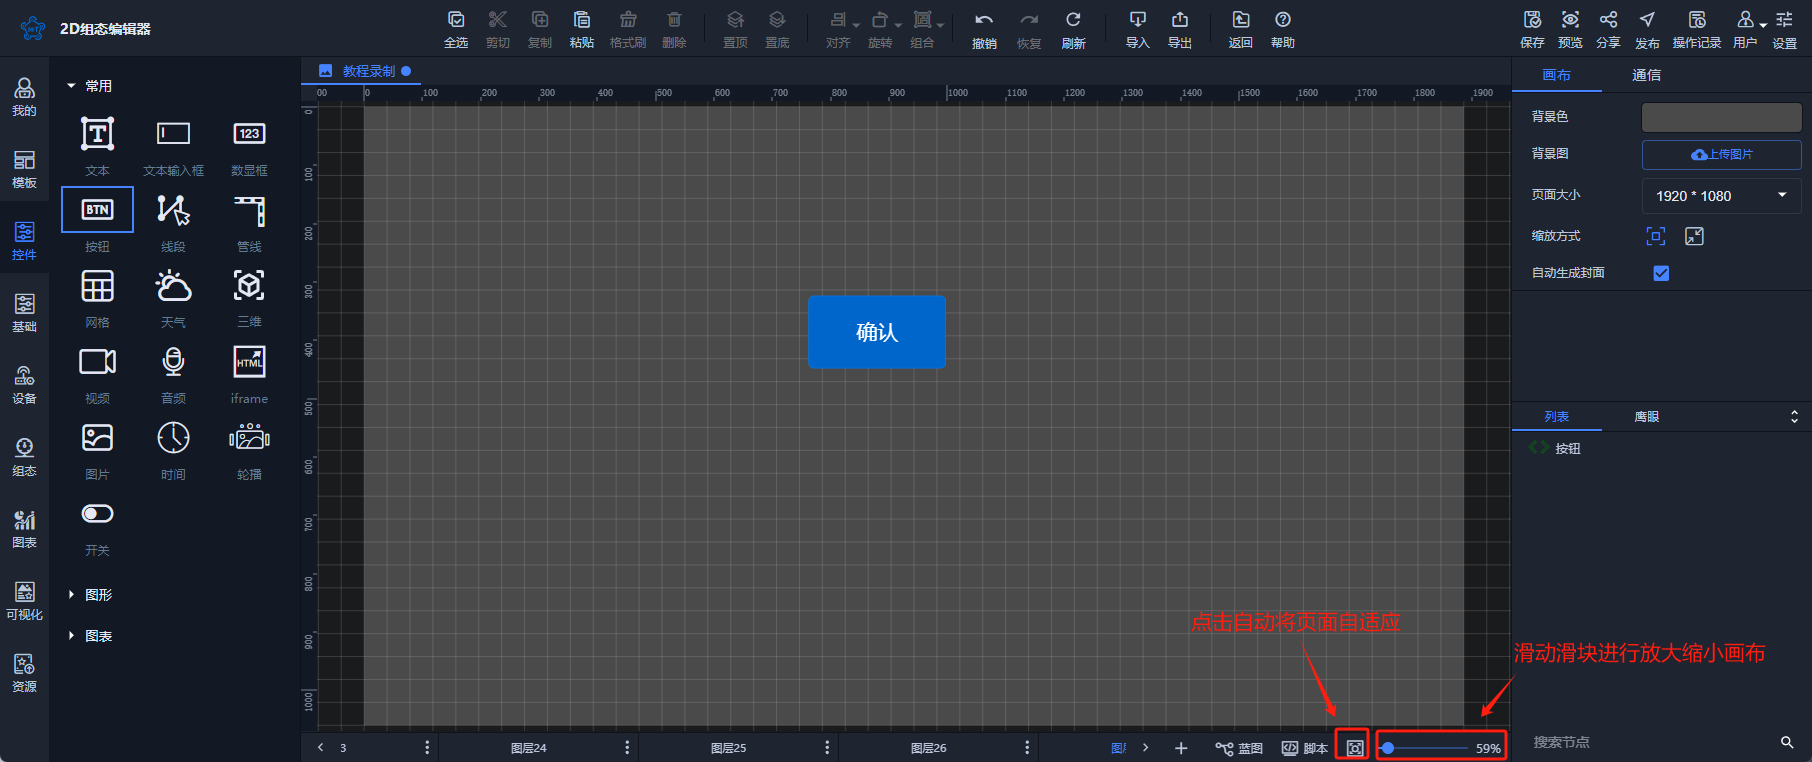 2D组态编辑器
全选 剪切 复制 粘贴 格式刷 删除 置顶 置底 对齐 旋转 组合 撤销 恢复 刷新 导入 导出 返回 帮助 保存 预览 分享 发布 操作记录 用户 设置
我的
模板
控件
基础
设备
组态
图表
可视化
资源
常用
T
文本
文本输入框
123
数显框
BTN
按钮
线段
管线
网格
天气
三维
视频
音频
HTML
iframe
图片
时间
轮播
开关
图形
图表
教程录制
00 0 100 200 300 400 500 600 700 800 900 1000 1100 1200 1300 1400 1500 1600 1700 1800 1900
0
100
200
300
400
500
600
700
800
900
1000
确认
点击自动将页面自适应
滑动滑块进行放大缩小画布
3 图层24 图层25 图层26 蓝图 脚本 59%
画布 通信
背景色
背景图 上传图片
页面大小 1920 * 1080
缩放方式
自动生成封面
列表 鹰眼
按钮
搜索节点